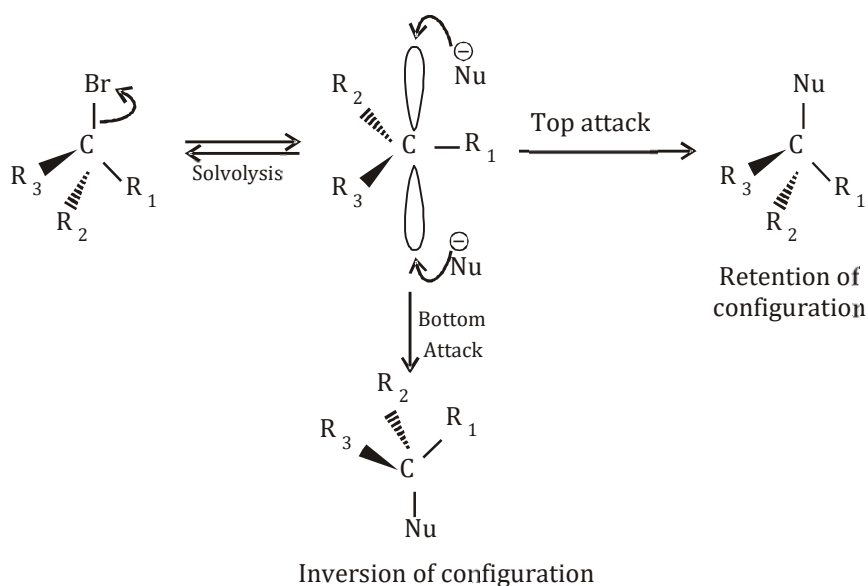 Br
C
R3
R2
R1
Solvolysis
⊖
Nu
R2
C
R1
R3
⊖
Nu
Top attack
Nu
C
R3
R2
R1
Retention of
configuration
Bottom
Attack
R2
R3
R1
C
Nu
Inversion of configuration